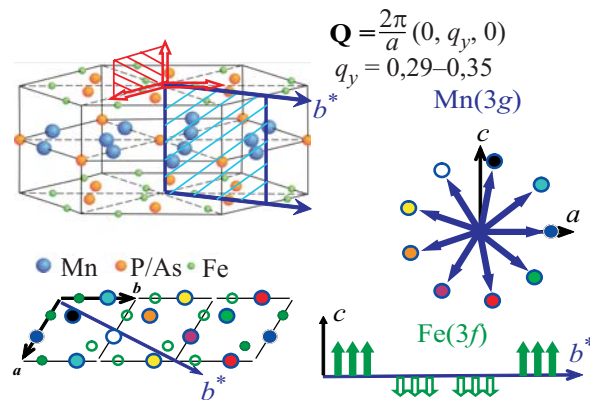 Q = 2π/a (0, q_y, 0)
q_y = 0,29–0,35
b*
Mn(3g)
c
a
Mn P/As Fe
b
a
b*
c
Fe(3f)
b*